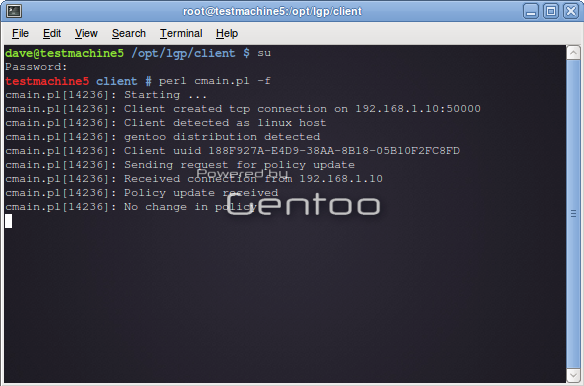 root@testmachine5:/opt/lgp/client
File Edit View Search Terminal Help
dave@testmachine5 /opt/lgp/client $ su
Password:
testmachine5 client # perl cmain.pl -f
cmain.pl[14236]: Starting ...
cmain.pl[14236]: Client created tcp connection on 192.168.1.10:50000
cmain.pl[14236]: Client detected as linux host
cmain.pl[14236]: gentoo distribution detected
cmain.pl[14236]: Client uuid 188F927A-E4D9-38AA-8B18-05B10F2FC8FD
cmain.pl[14236]: Sending request for policy update
cmain.pl[14236]: Received connection from 192.168.1.10
cmain.pl[14236]: Policy update received
cmain.pl[14236]: No change in policy
Powered by
Gentoo